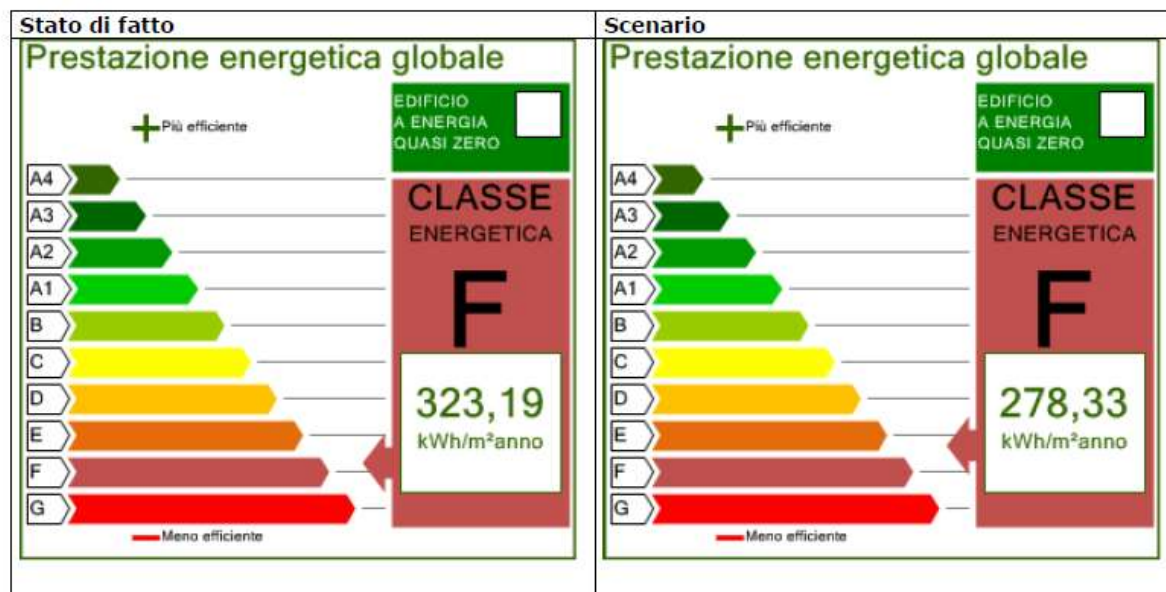 Stato di fatto
Prestazione energetica globale
EDIFICIO
A ENERGIA
QUASI ZERO
Più efficiente
A4
A3
A2
A1
B
C
D
E
F
G
CLASSE
ENERGETICA
F
323,19
kWh/m²anno
Meno efficiente
Scenario
Prestazione energetica globale
EDIFICIO
A ENERGIA
QUASI ZERO
Più efficiente
A4
A3
A2
A1
B
C
D
E
F
G
CLASSE
ENERGETICA
F
278,33
kWh/m²anno
Meno efficiente